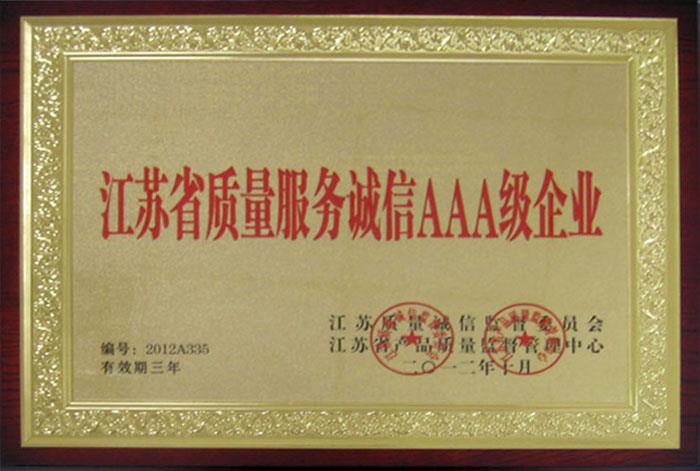 江苏省质量服务诚信AAA级企业
江苏质量诚信监督委员会
江苏省产品质量监督管理中心
二〇一二年十月
编号：2012A335
有效期三年